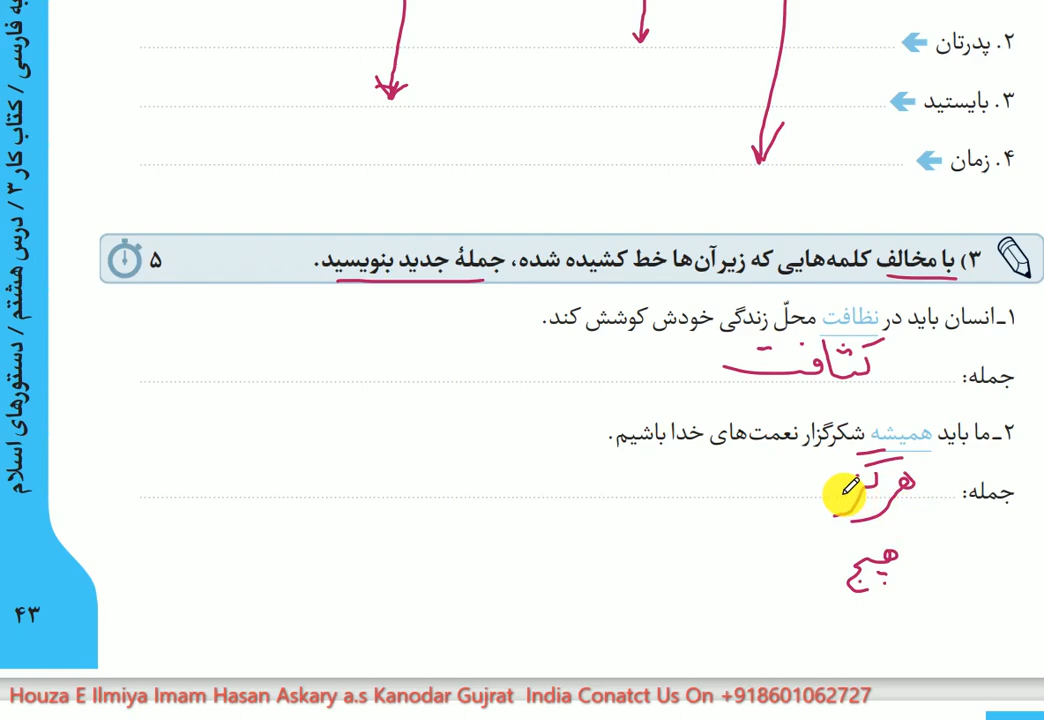 ۲. پدرتان
۳. بایستید
۴. زمان
۳) با مخالف کلمه‌هایی که زیر آن‌ها خط کشیده شده، جملهٔ جدید بنویسید. ۵
۱ـ انسان باید در نظافت محلّ زندگی خودش کوشش کند.
کثافت
جمله:
۲ـ ما باید همیشه شکرگزار نعمت‌های خدا باشیم.
هرگز
جمله:
هیچ
به فارسی / کتاب کار ۳ / درس هشتم / دستورهای اسلام
۴۳
Houza E Ilmiya Imam Hasan Askary a.s Kanodar Gujrat India Conatct Us On +918601062727